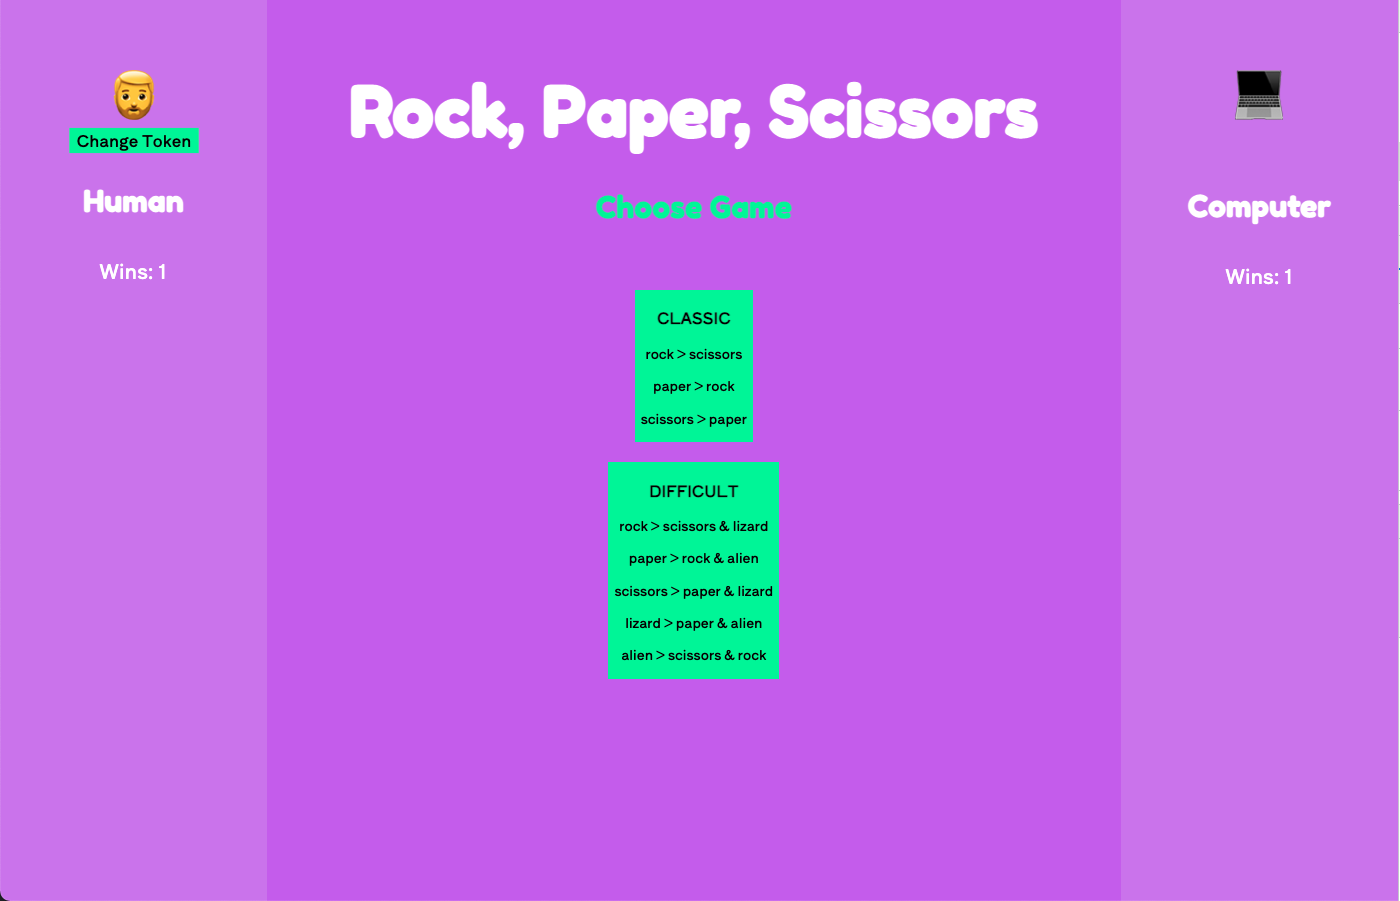 Change Token
Human
Wins: 1
Rock, Paper, Scissors
Choose Game
CLASSIC
rock > scissors
paper > rock
scissors > paper
DIFFICULT
rock > scissors & lizard
paper > rock & alien
scissors > paper & lizard
lizard > paper & alien
alien > scissors & rock
Computer
Wins: 1